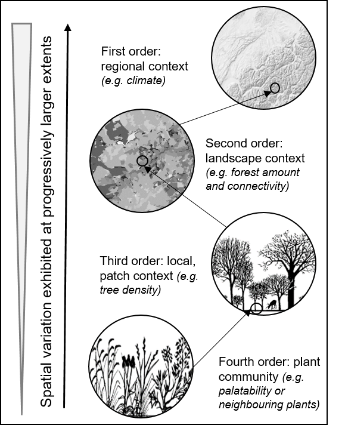 Spatial variation exhibited at progressively larger extents
First order:
regional context
(e.g. climate)
Second order:
landscape context
(e.g. forest amount
and connectivity)
Third order: local,
patch context (e.g.
tree density)
Fourth order: plant
community (e.g.
palatability or
neighbouring plants)